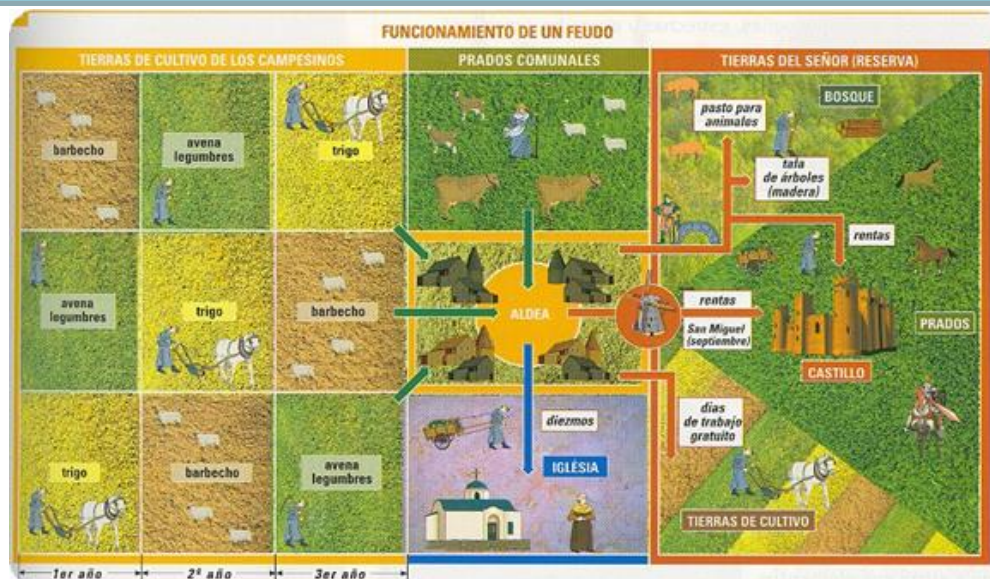 FUNCIONAMIENTO DE UN FEUDO
TIERRAS DE CULTIVO DE LOS CAMPESINOS
PRADOS COMUNALES
TIERRAS DEL SEÑOR (RESERVA)
barbecho
avena
legumbres
trigo
avena
legumbres
trigo
barbecho
trigo
barbecho
avena
legumbres
1er año
2º año
3er año
ALDEA
diezmos
IGLÉSIA
BOSQUE
pasto para
animales
tala
de árboles
(madera)
rentas
rentas
San Miguel
(septiembre)
CASTILLO
PRADOS
días
de trabajo
gratuito
TIERRAS DE CULTIVO